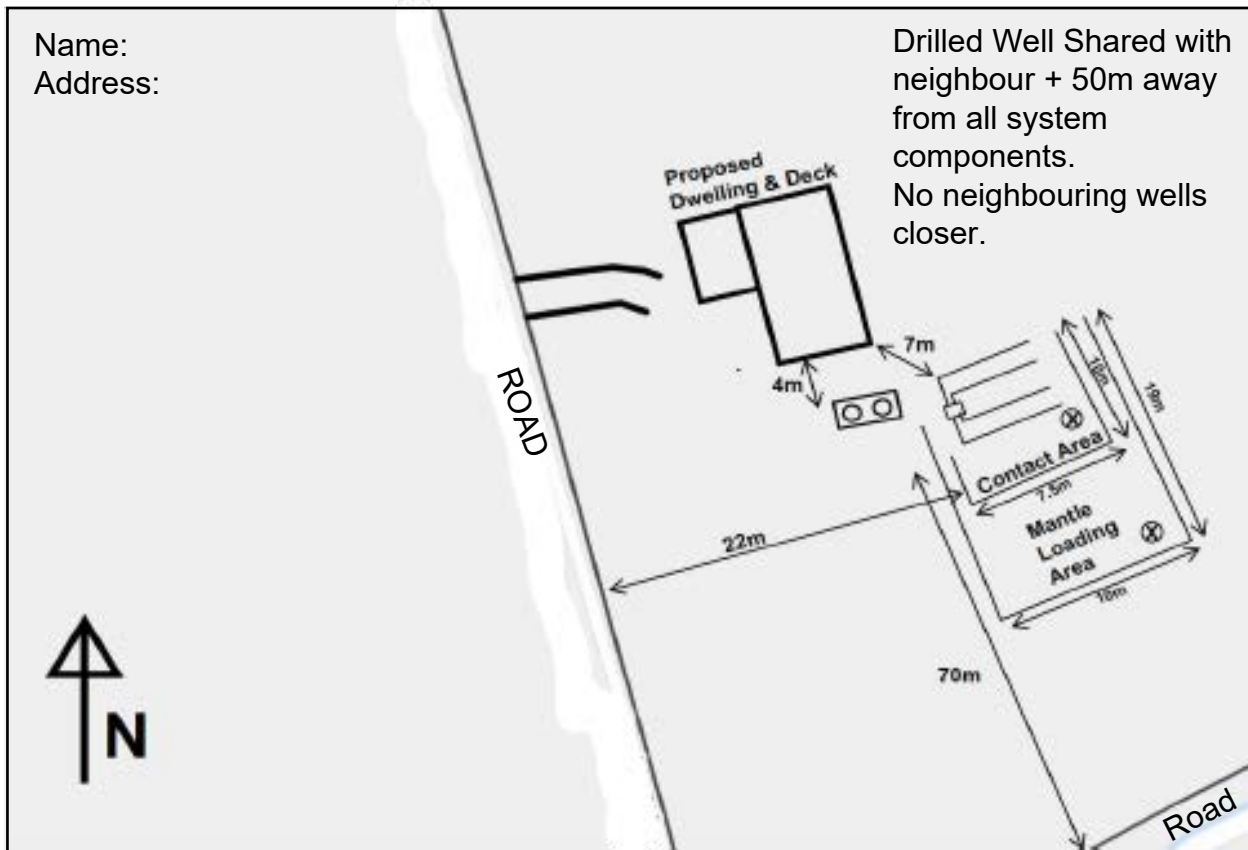 Name:
Address:
Drilled Well Shared with
neighbour + 50m away
from all system
components.
No neighbouring wells
closer.
Proposed
Dwelling & Deck
7m
4m
ROAD
19m
Contact Area
7.5m
Mantle
Loading
Area
22m
70m
N
Road